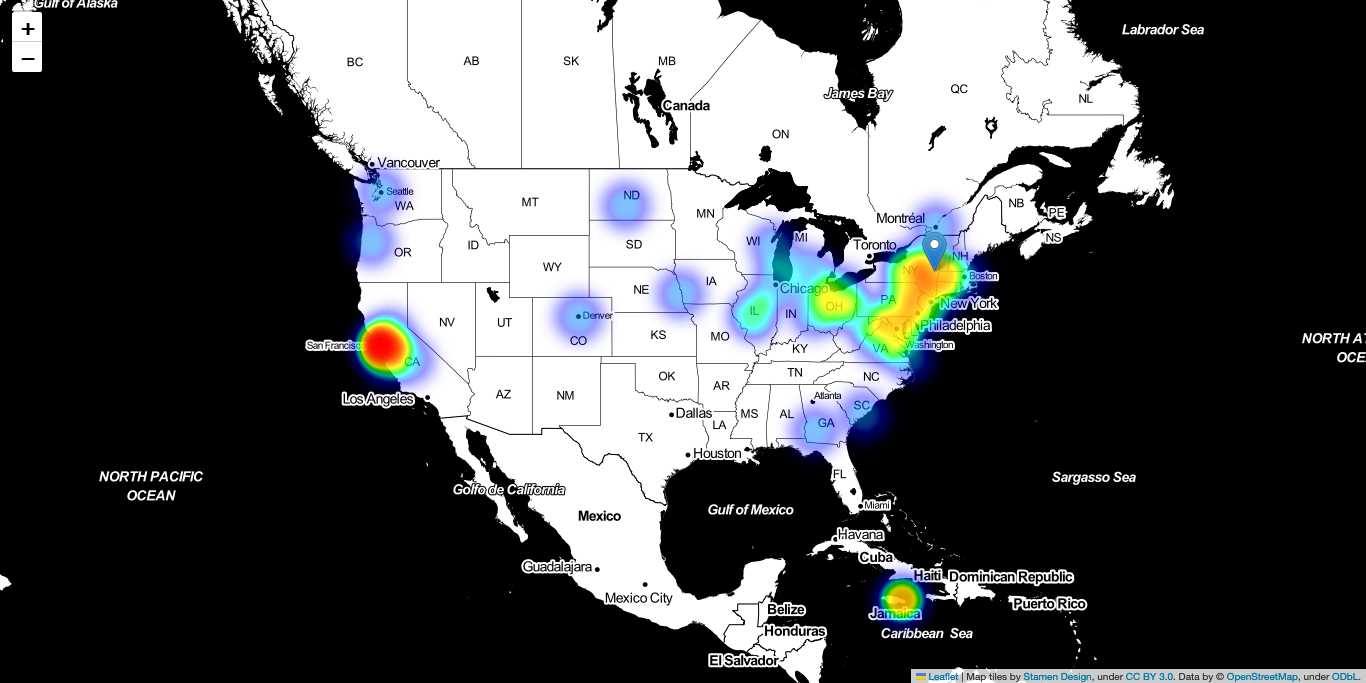 Gulf of Alaska
+
−
Labrador Sea
BC
AB
SK
MB
Canada
James Bay
QC
NL
ON
Vancouver
Seattle
WA
MT
ND
MN
Montréal
NB
PE
NS
OR
ID
SD
WI
MI
Toronto
NY
NH
Boston
WY
IA
NE
Chicago
PA
New York
OH
IL
IN
NV
UT
Denver
CO
KS
MO
Philadelphia
VA
Washington
San Francisc
CA
KY
NORTH AT
OCE
TN
NC
OK
AR
AZ
NM
Los Angeles
Atlanta
SC
Dallas
LA
MS
AL
GA
TX
Houston
FL
NORTH PACIFIC
OCEAN
Golfo de California
Sargasso Sea
Mexico
Gulf of Mexico
Miami
Havana
Cuba
Guadalajara
Haiti
Dominican Republic
Mexico City
Belize
Jamaica
Puerto Rico
Honduras
Caribbean Sea
El Salvador
Leaflet | Map tiles by Stamen Design, under CC BY 3.0. Data by © OpenStreetMap, under ODbL.